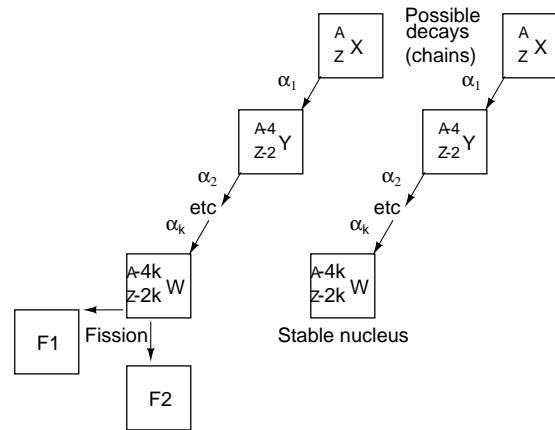 Possible
decays
(chains)
A
Z X
A
Z X
α1
α1
A-4
Z-2 Y
A-4
Z-2 Y
α2
α2
etc
etc
αk
αk
A-4k
Z-2k W
A-4k
Z-2k W
Fission
Stable nucleus
F1
F2